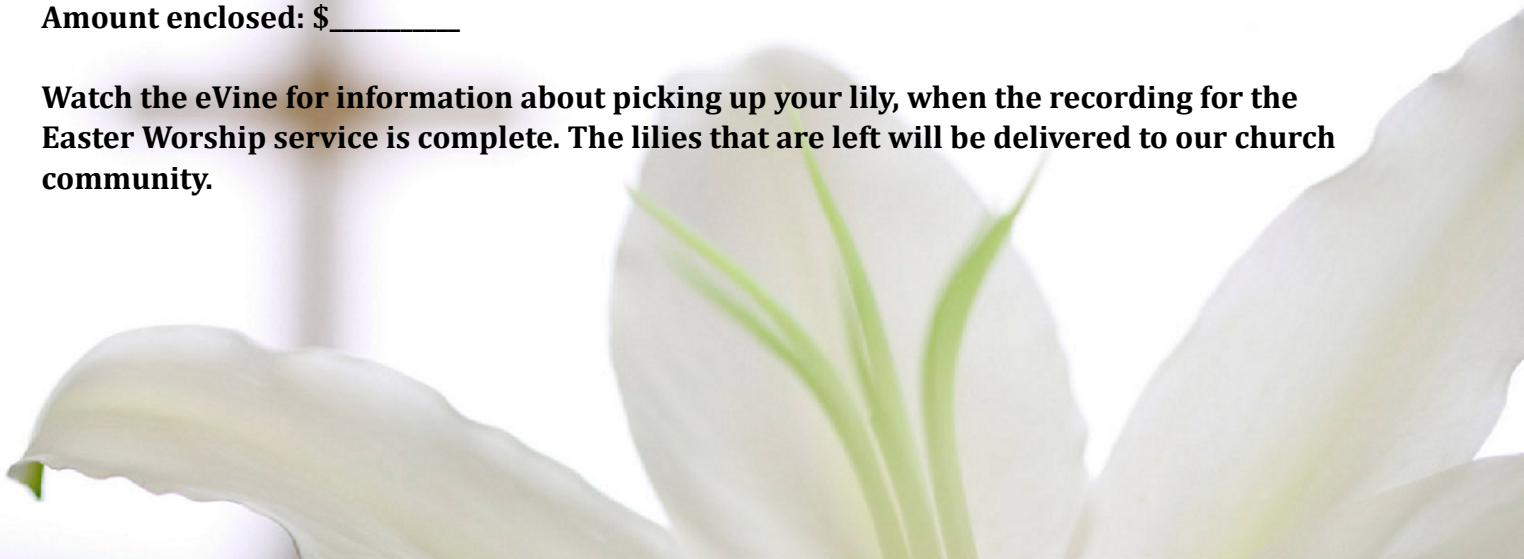 Amount enclosed: $___________
Watch the eVine for information about picking up your lily, when the recording for the
Easter Worship service is complete. The lilies that are left will be delivered to our church
community.